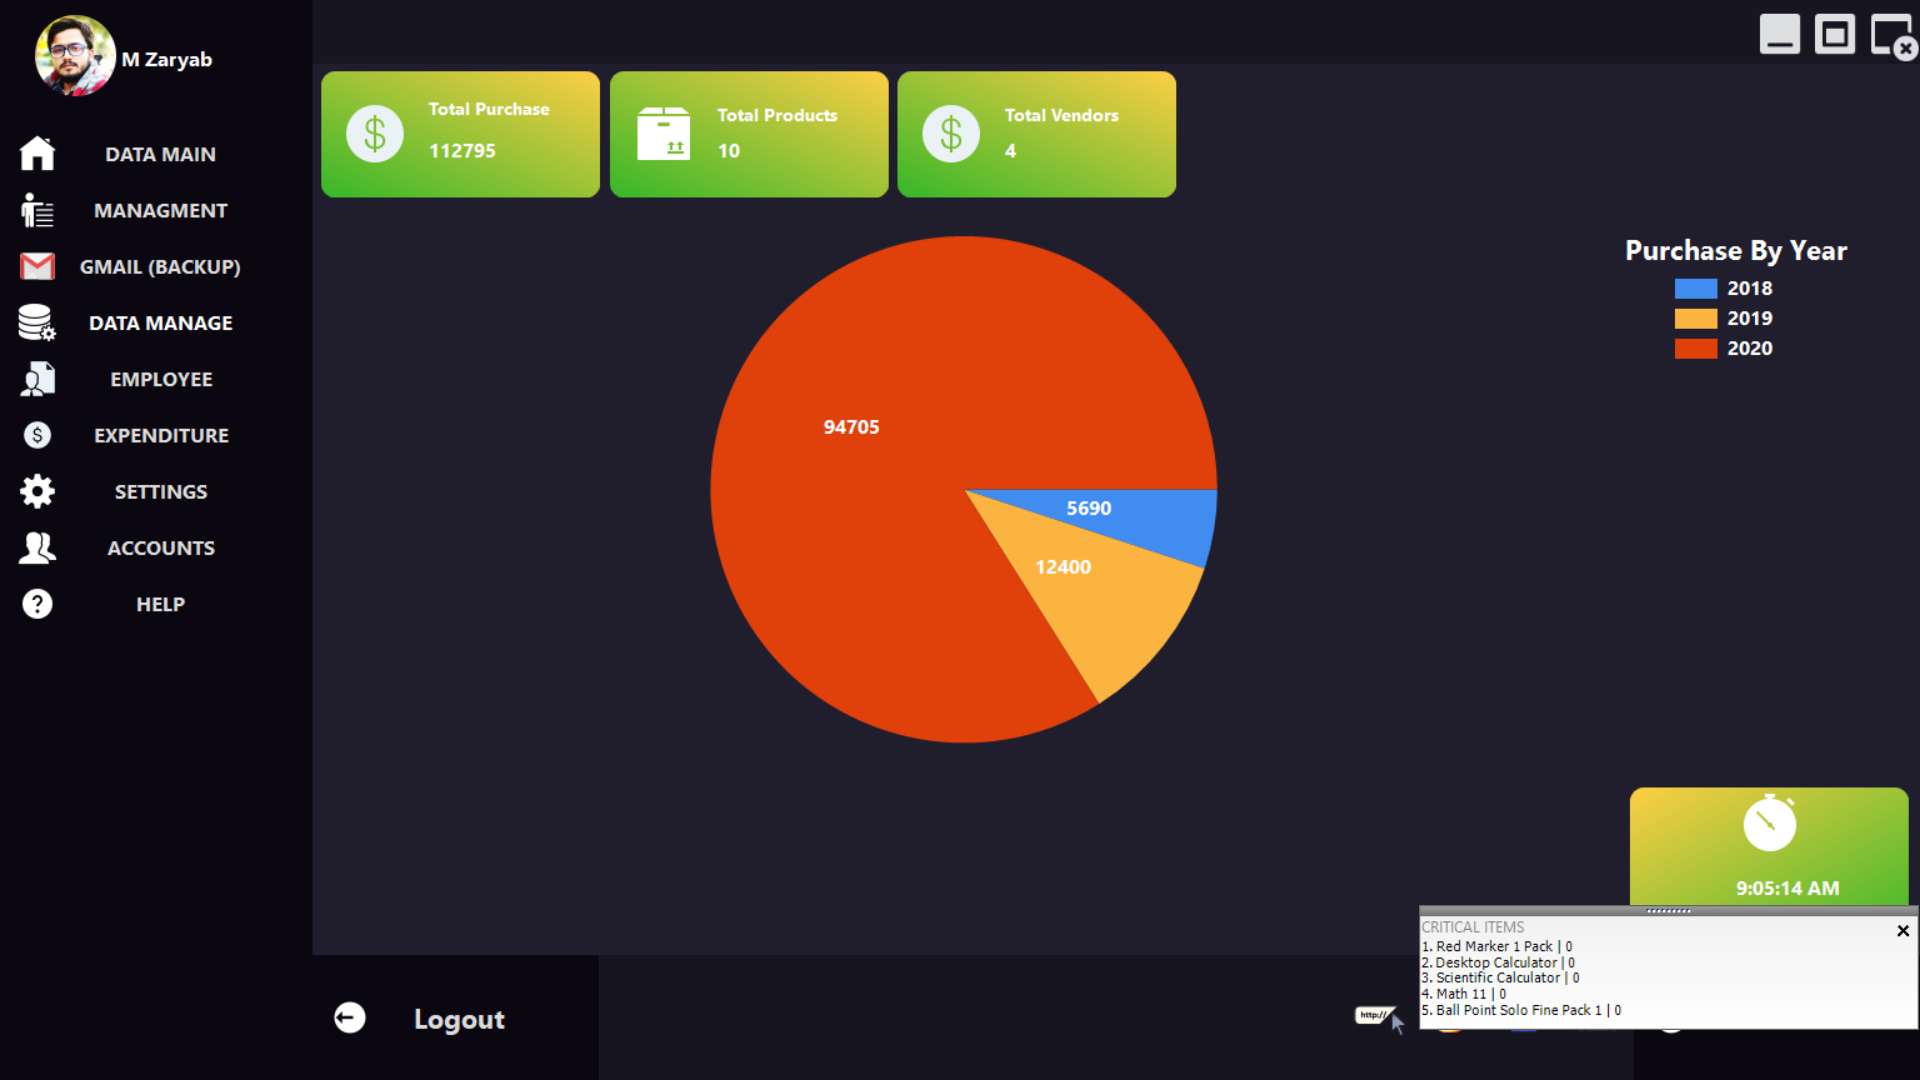 M Zaryab
DATA MAIN
MANAGMENT
GMAIL (BACKUP)
DATA MANAGE
EMPLOYEE
EXPENDITURE
SETTINGS
ACCOUNTS
HELP
Total Purchase
112795
Total Products
10
Total Vendors
4
Purchase By Year
2018
2019
2020
94705
5690
12400
9:05:14 AM
CRITICAL ITEMS
1. Red Marker 1 Pack | 0
2. Desktop Calculator | 0
3. Scientific Calculator | 0
4. Math 11 | 0
5. Ball Point Solo Fine Pack 1 | 0
Logout
http://